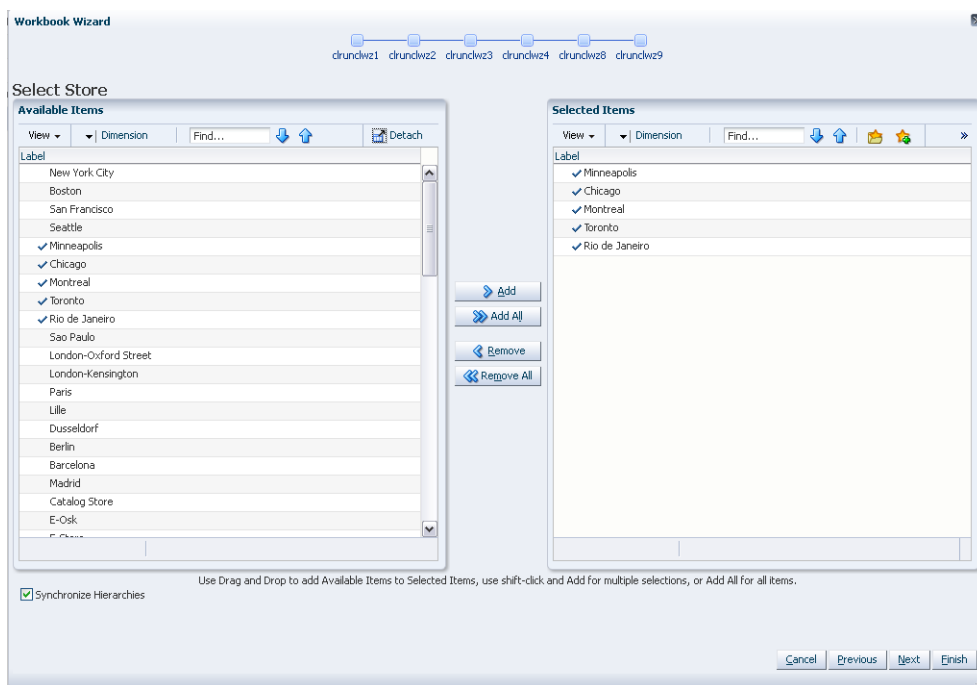 Workbook Wizard
clrunclwz1 clrunclwz2 clrunclwz3 clrunclwz4 clrunclwz8 clrunclwz9
Select Store
Available Items
View Dimension Find... Detach
Label
New York City
Boston
San Francisco
Seattle
Minneapolis
Chicago
Montreal
Toronto
Rio de Janeiro
Sao Paulo
London-Oxford Street
London-Kensington
Paris
Lille
Dusseldorf
Berlin
Barcelona
Madrid
Catalog Store
E-Osk
Add
Add All
Remove
Remove All
Selected Items
View Dimension Find... »
Label
Minneapolis
Chicago
Montreal
Toronto
Rio de Janeiro
Use Drag and Drop to add Available Items to Selected Items, use shift-click and Add for multiple selections, or Add All for all items.
Synchronize Hierarchies
Cancel Previous Next Finish